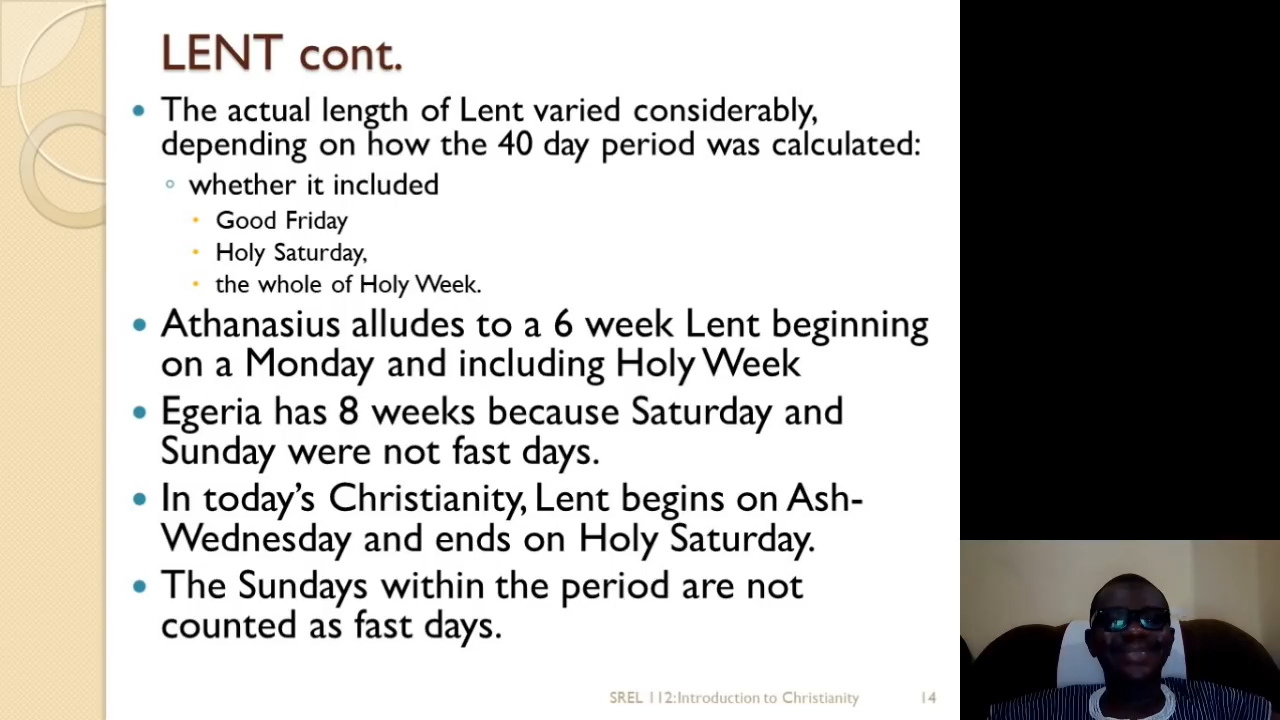 LENT cont.
• The actual length of Lent varied considerably,
depending on how the 40 day period was calculated:
◦ whether it included
• Good Friday
• Holy Saturday,
• the whole of Holy Week.
• Athanasius alludes to a 6 week Lent beginning
on a Monday and including Holy Week
• Egeria has 8 weeks because Saturday and
Sunday were not fast days.
• In today’s Christianity, Lent begins on Ash-
Wednesday and ends on Holy Saturday.
• The Sundays within the period are not
counted as fast days.
SREL 112:Introduction to Christianity 14